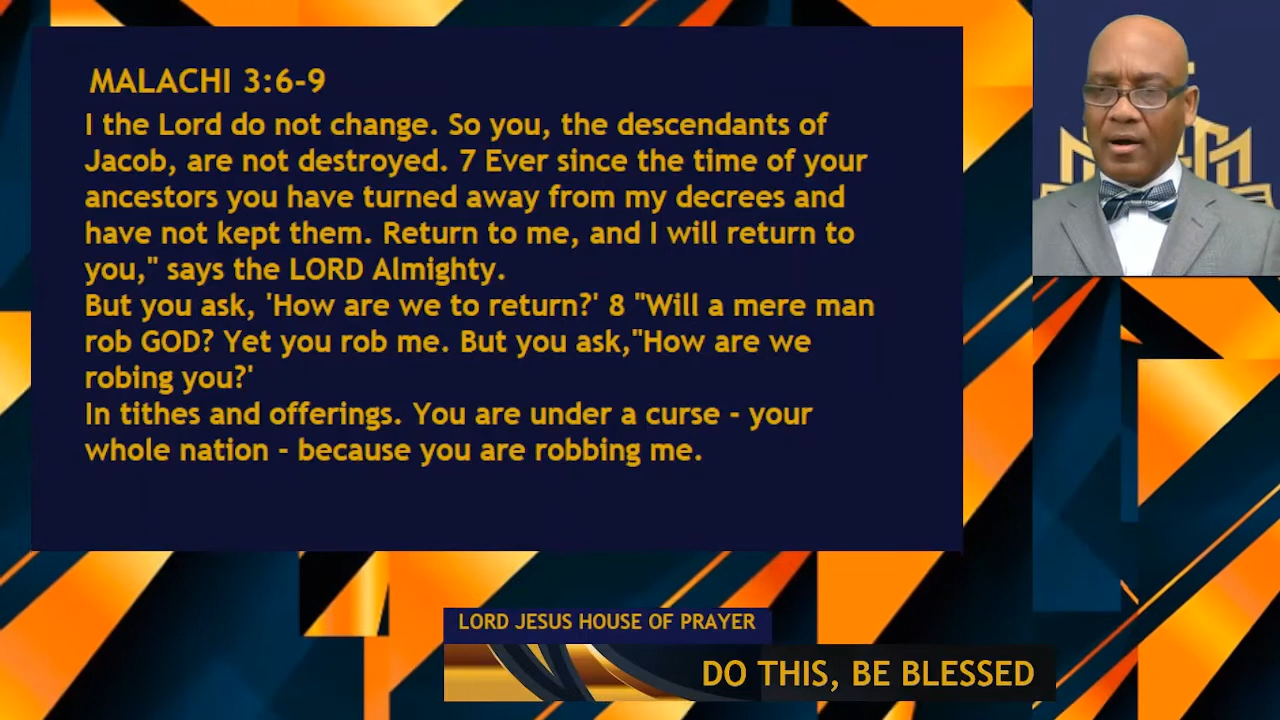 MALACHI 3:6-9
I the Lord do not change. So you, the descendants of
Jacob, are not destroyed. 7 Ever since the time of your
ancestors you have turned away from my decrees and
have not kept them. Return to me, and I will return to
you," says the LORD Almighty.
But you ask, 'How are we to return?' 8 "Will a mere man
rob GOD? Yet you rob me. But you ask,"How are we
robing you?'
In tithes and offerings. You are under a curse - your
whole nation - because you are robbing me.
LORD JESUS HOUSE OF PRAYER
DO THIS, BE BLESSED